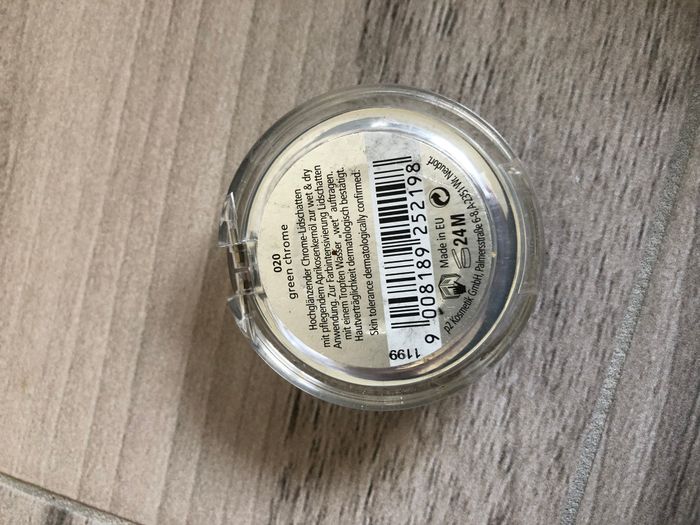 020
green chrome
Hochglänzender Chrome-Lidschatten
mit pflegendem Aprikosenkernöl zur wet & dry
Anwendung. Zur Farbintensivierung Lidschatten
mit einem Tropfen Wasser „wet“ auftragen.
Hautverträglichkeit dermatologisch bestätigt.
Skin tolerance dermatologically confirmed.
1199
9 008189 252198
Made in EU
24 M
p2 Kosmetik GmbH, Palmersstraße 6-8, A-2351 Wr. Neudorf